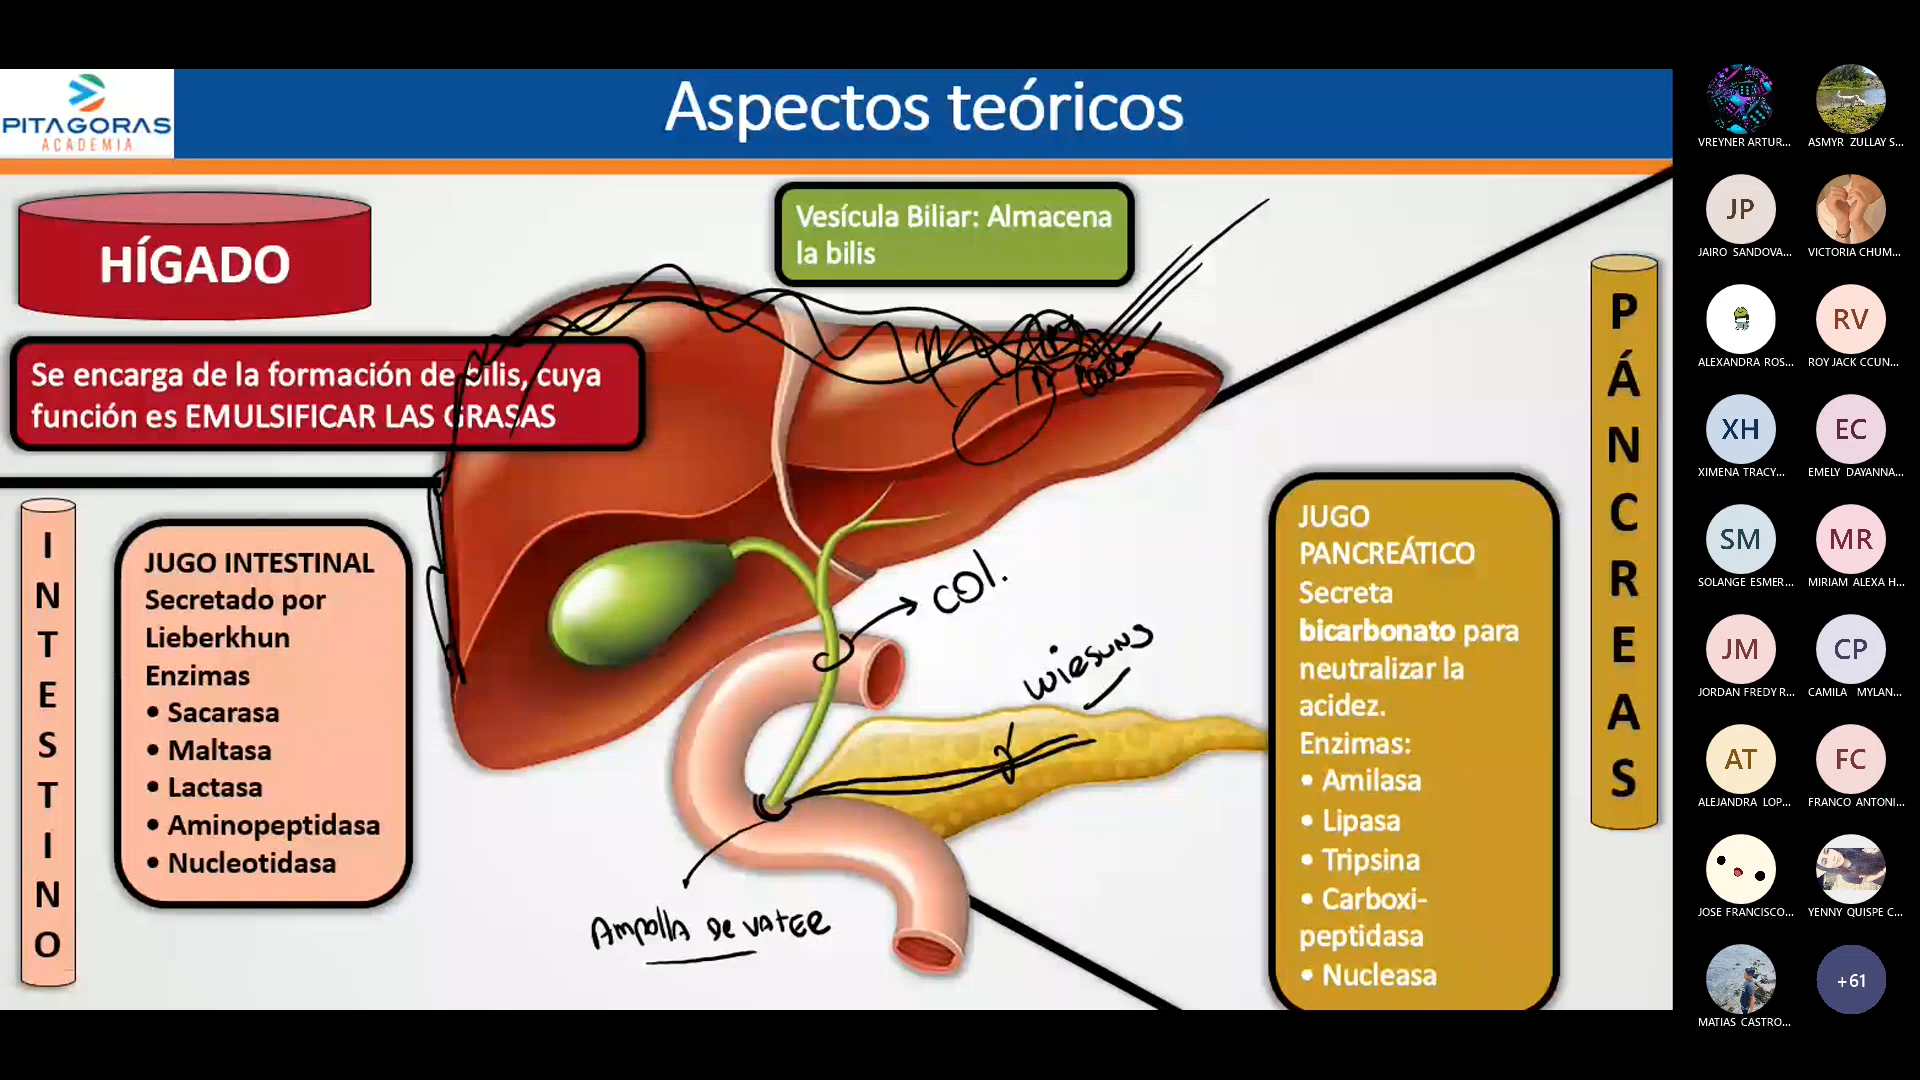 PITAGORAS
ACADEMIA
Aspectos teóricos
HÍGADO
Vesícula Biliar: Almacena
la bilis
Se encarga de la formación de bilis, cuya
función es EMULSIFICAR LAS GRASAS
INTESTINO
JUGO INTESTINAL
Secretado por
Lieberkhun
Enzimas
• Sacarasa
• Maltasa
• Lactasa
• Aminopeptidasa
• Nucleotidasa
COl.
wiesung
Ampolla de vater
JUGO
PANCREÁTICO
Secreta
bicarbonato para
neutralizar la
acidez.
Enzimas:
• Amilasa
• Lipasa
• Tripsina
• Carboxi-
peptidasa
• Nucleasa
PÁNCREAS
VREYNER ARTUR...
ASMYR ZULLAY S...
JP
JAIRO SANDOVA...
VICTORIA CHUM...
ALEXANDRA ROS...
RV
ROY JACK CCUN...
XH
XIMENA TRACY...
EC
EMELY DAYANNA...
SM
SOLANGE ESMER...
MR
MIRIAM ALEXA H...
JM
JORDAN FREDY R...
CP
CAMILA MYLAN...
AT
ALEJANDRA LOP...
FC
FRANCO ANTONI...
JOSE FRANCISCO...
YENNY QUISPE C...
MATIAS CASTRO...
+61